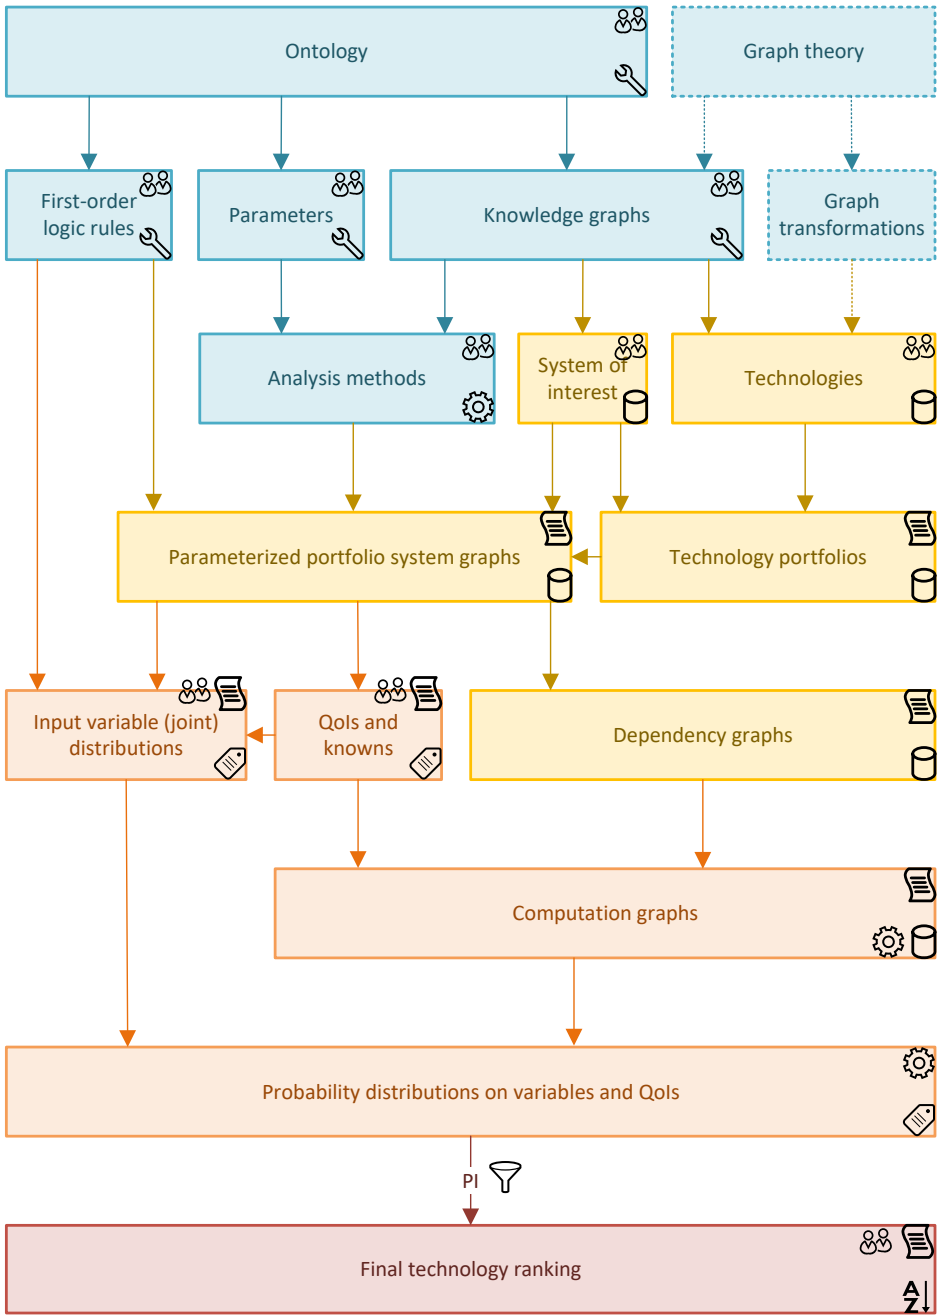 Ontology
Graph theory
First-order
logic rules
Parameters
Knowledge graphs
Graph
transformations
Analysis methods
System of
interest
Technologies
Parameterized portfolio system graphs
Technology portfolios
Input variable (joint)
distributions
QoIs and
knowns
Dependency graphs
Computation graphs
Probability distributions on variables and QoIs
PI
Final technology ranking
A
Z